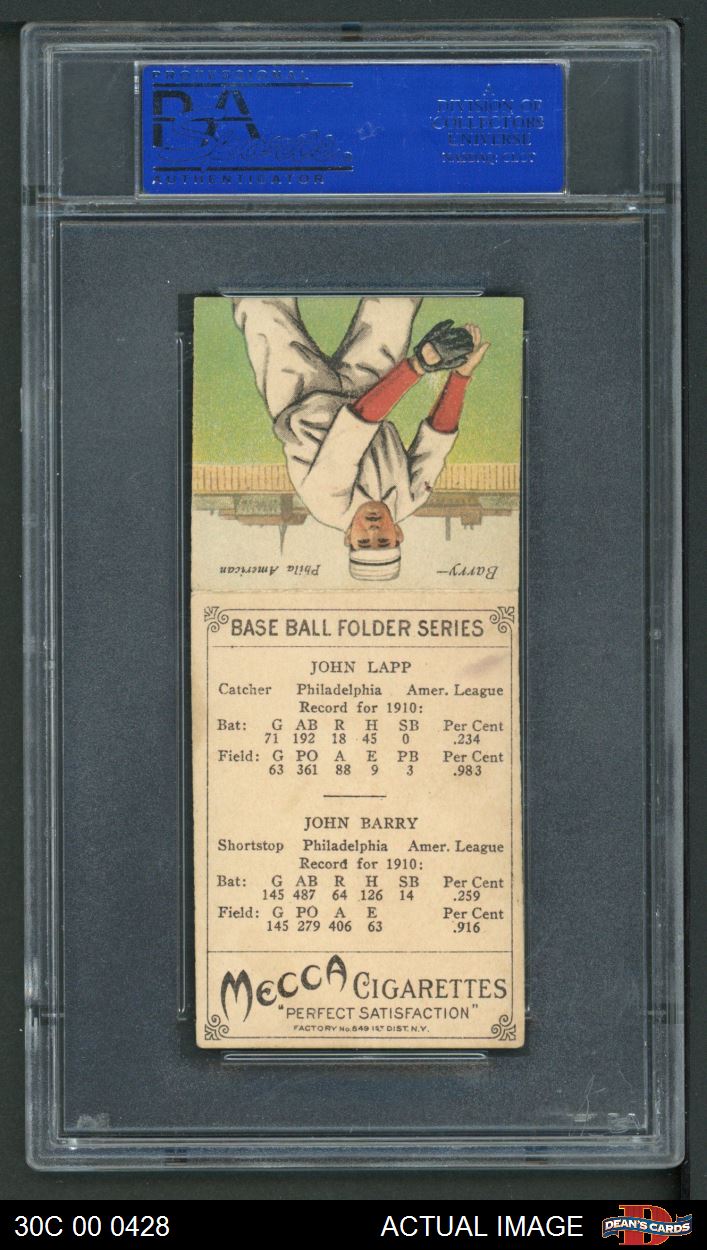 PROFESSIONAL
PSA
AUTHENTICATOR
A
DIVISION OF
COLLECTORS
UNIVERSE
NASDAQ: CLCT
Barry— Phila American
BASE BALL FOLDER SERIES
JOHN LAPP
Catcher Philadelphia Amer. League
Record for 1910:
Bat: G AB R H SB Per Cent
71 192 18 45 0 .234
Field: G PO A E PB Per Cent
63 361 88 9 3 .983
JOHN BARRY
Shortstop Philadelphia Amer. League
Record for 1910:
Bat: G AB R H SB Per Cent
145 487 64 126 14 .259
Field: G PO A E Per Cent
145 279 406 63 .916
MECCA CIGARETTES
"PERFECT SATISFACTION"
FACTORY No. 649 1ST DIST. N.Y.
30C 00 0428 ACTUAL IMAGE DEAN'S CARDS